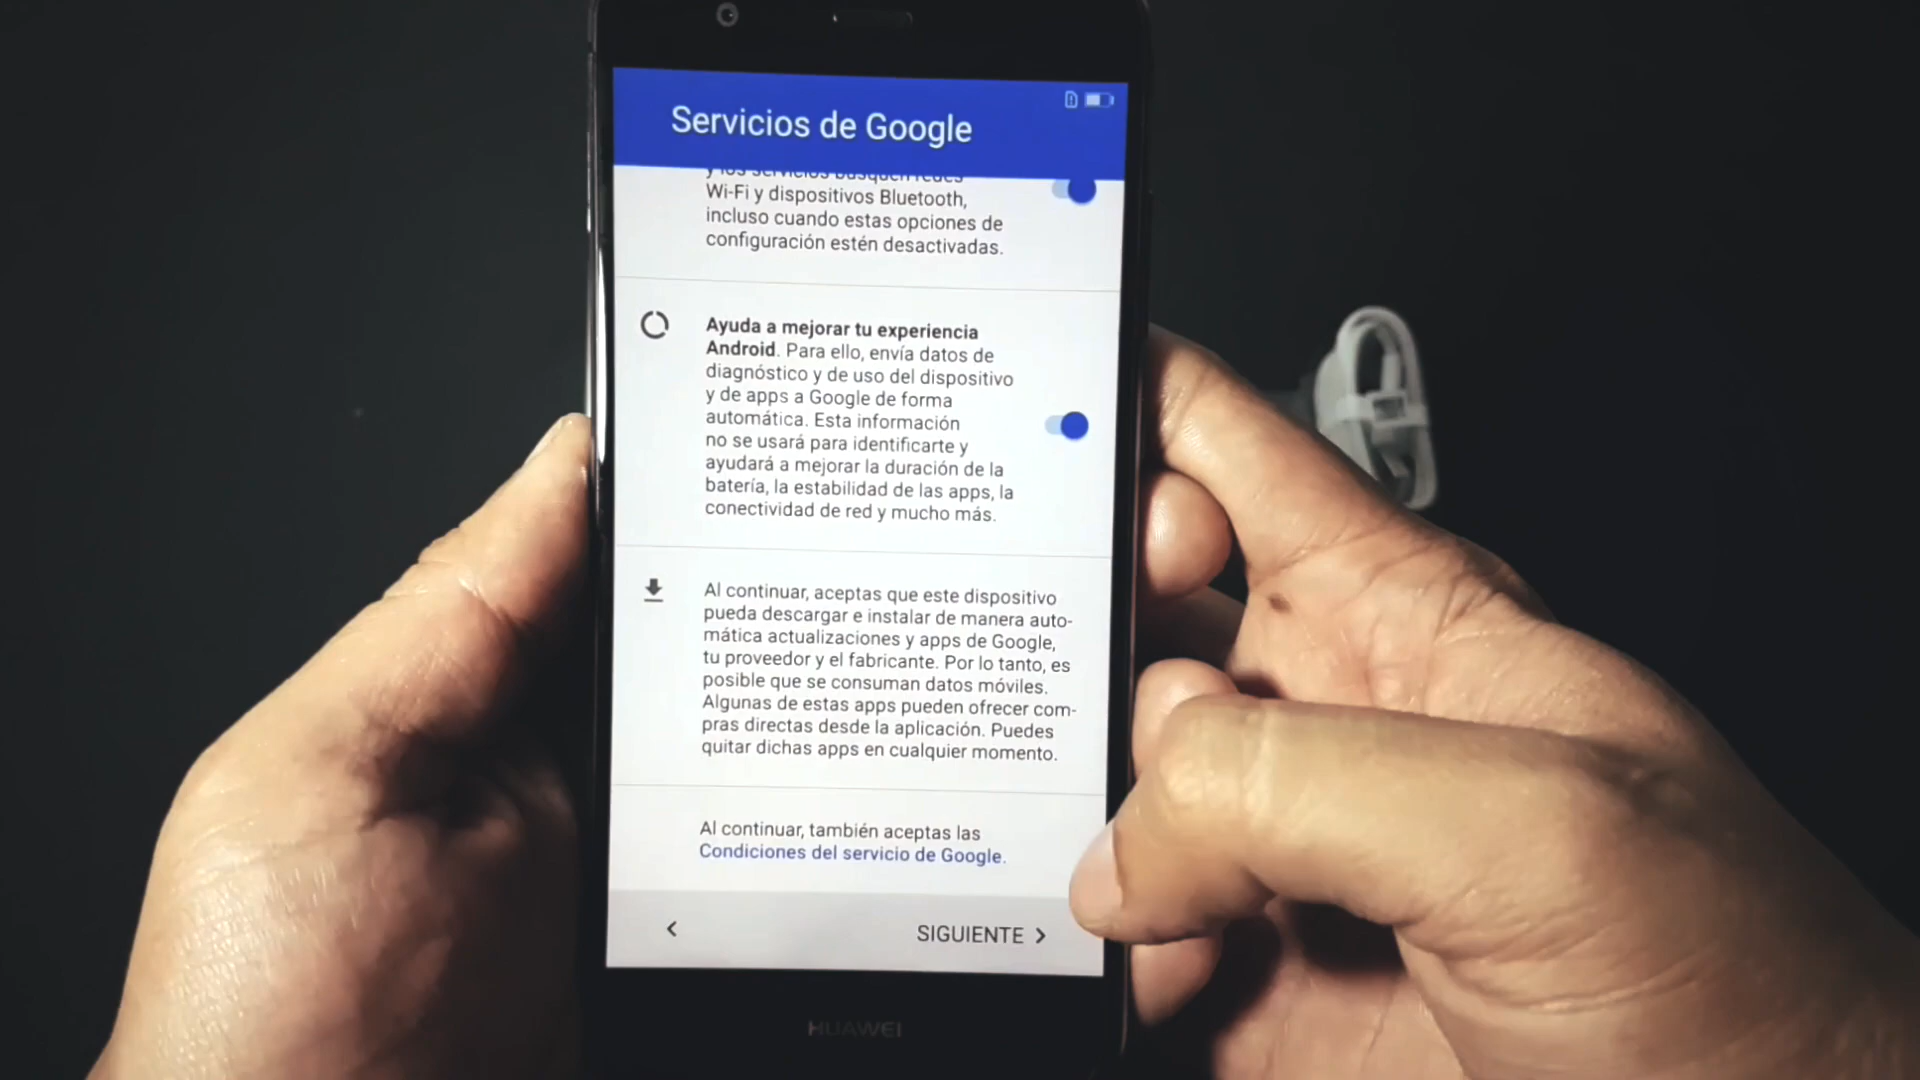 Servicios de Google
y los servicios busquen redes
Wi-Fi y dispositivos Bluetooth,
incluso cuando estas opciones de
configuración estén desactivadas.
Ayuda a mejorar tu experiencia
Android. Para ello, envía datos de
diagnóstico y de uso del dispositivo
y de apps a Google de forma
automática. Esta información
no se usará para identificarte y
ayudará a mejorar la duración de la
batería, la estabilidad de las apps, la
conectividad de red y mucho más.
Al continuar, aceptas que este dispositivo
pueda descargar e instalar de manera auto-
mática actualizaciones y apps de Google,
tu proveedor y el fabricante. Por lo tanto, es
posible que se consuman datos móviles.
Algunas de estas apps pueden ofrecer com-
pras directas desde la aplicación. Puedes
quitar dichas apps en cualquier momento.
Al continuar, también aceptas las
Condiciones del servicio de Google.
SIGUIENTE
HUAWEI